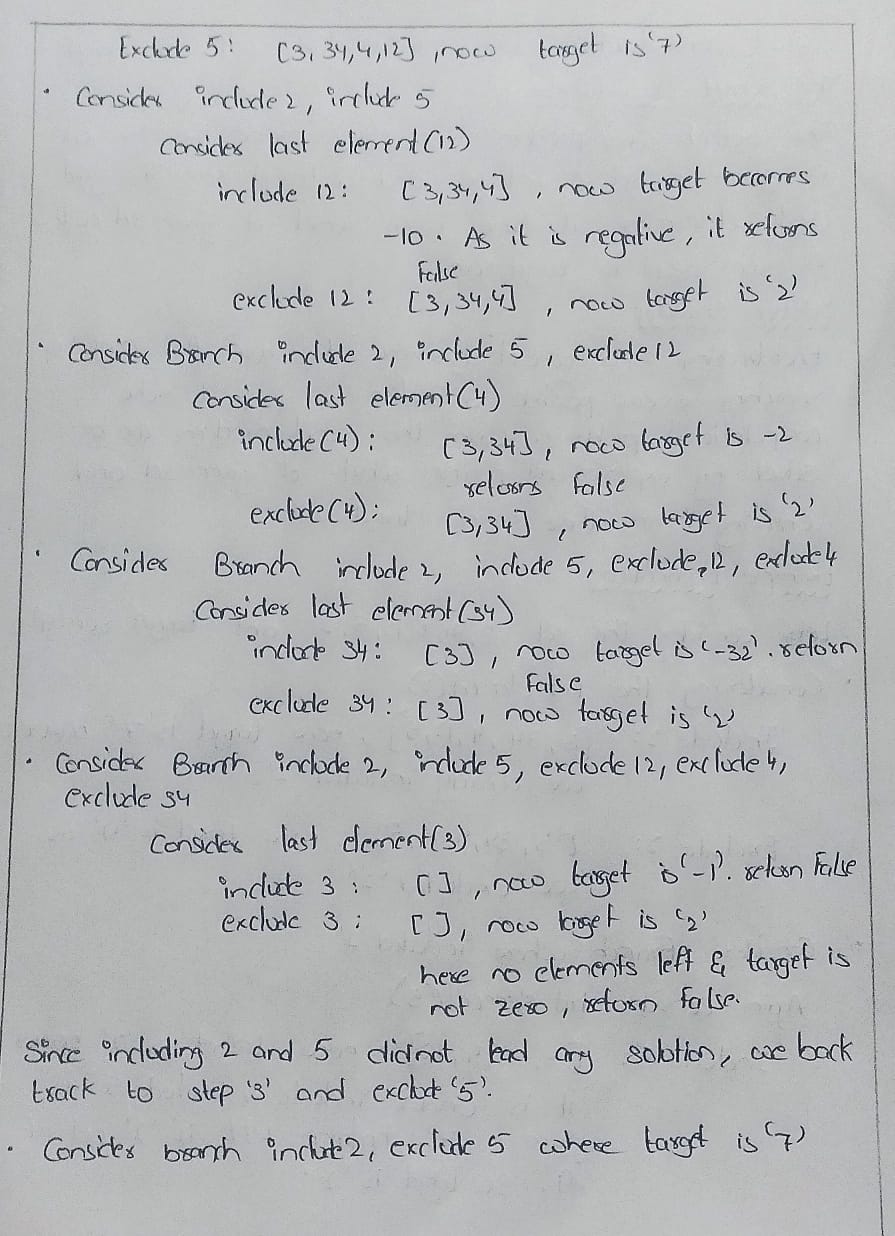 Exclude 5: [3, 34, 4, 12], now target is '7'
• Consider include 2, include 5
Consider last element (12)
include 12: [3, 34, 4], now target becomes
-10. As it is negative, it returns
False
exclude 12: [3, 34, 4], now target is '2'
• Consider Branch include 2, include 5, exclude 12
Consider last element (4)
include (4): [3, 34], now target is -2
returns False
exclude (4): [3, 34], now target is '2'
• Consider Branch include 2, include 5, exclude, 12, exclude 4
Consider last element (34)
include 34: [3], now target is '-32'. return
False
exclude 34: [3], now target is '2'
• Consider Branch include 2, include 5, exclude 12, exclude 4,
exclude 34
Consider last element (3)
include 3: [], now target is '-1'. return False
exclude 3: [], now target is '2'
here no elements left & target is
not zero, return false.
Since including 2 and 5 didnot lead any solution, we back
track to step '3' and exclude '5'.
• Consider branch include 2, exclude 5 where target is '7'